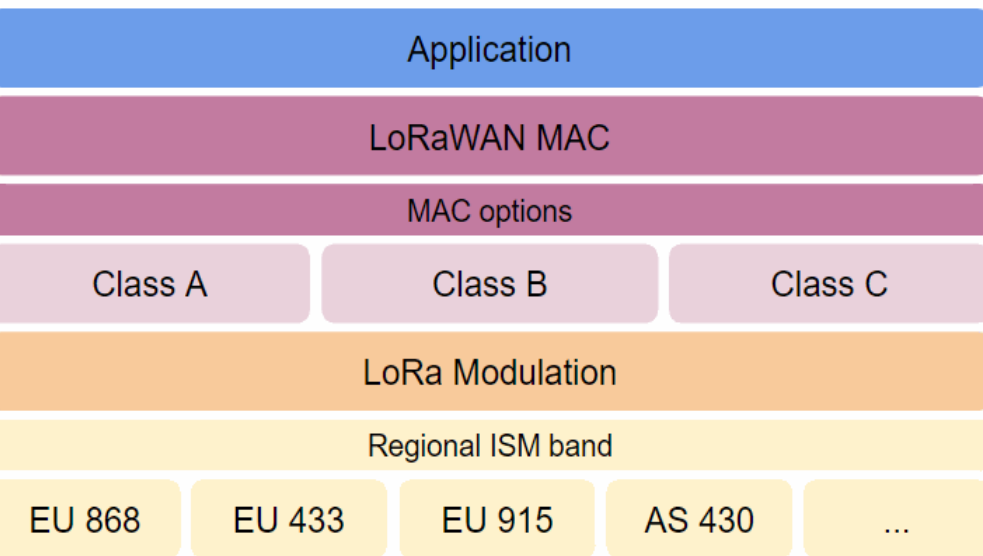 Application
LoRaWAN MAC
MAC options
Class A
Class B
Class C
LoRa Modulation
Regional ISM band
EU 868
EU 433
EU 915
AS 430
...